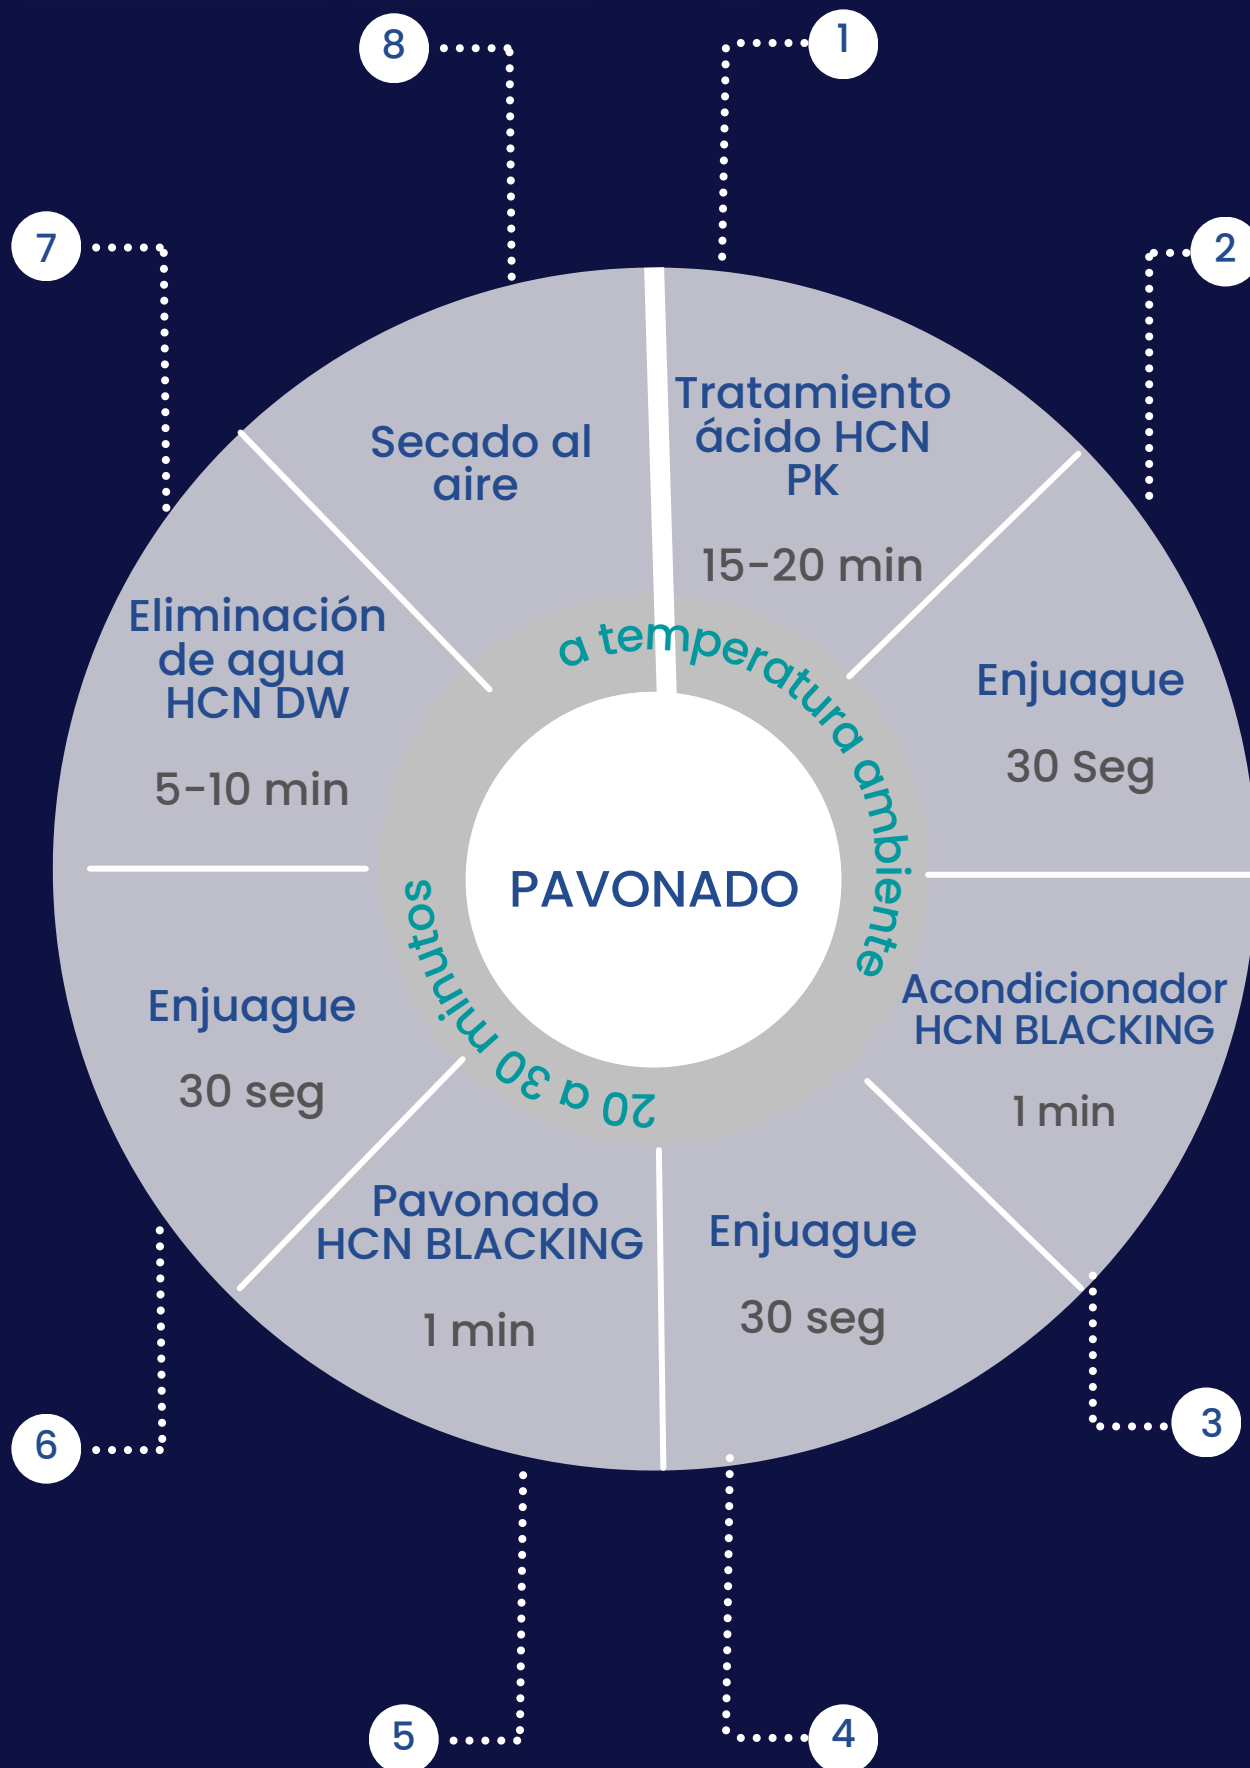 8
1
7
2
Tratamiento
ácido HCN
PK
15-20 min
Enjuague
30 Seg
Acondicionador
HCN BLACKING
1 min
3
Enjuague
30 seg
4
Pavonado
HCN BLACKING
1 min
5
Enjuague
30 seg
6
Eliminación
de agua
HCN DW
5-10 min
Secado al
aire
a temperatura ambiente
20 a 30 minutos
PAVONADO